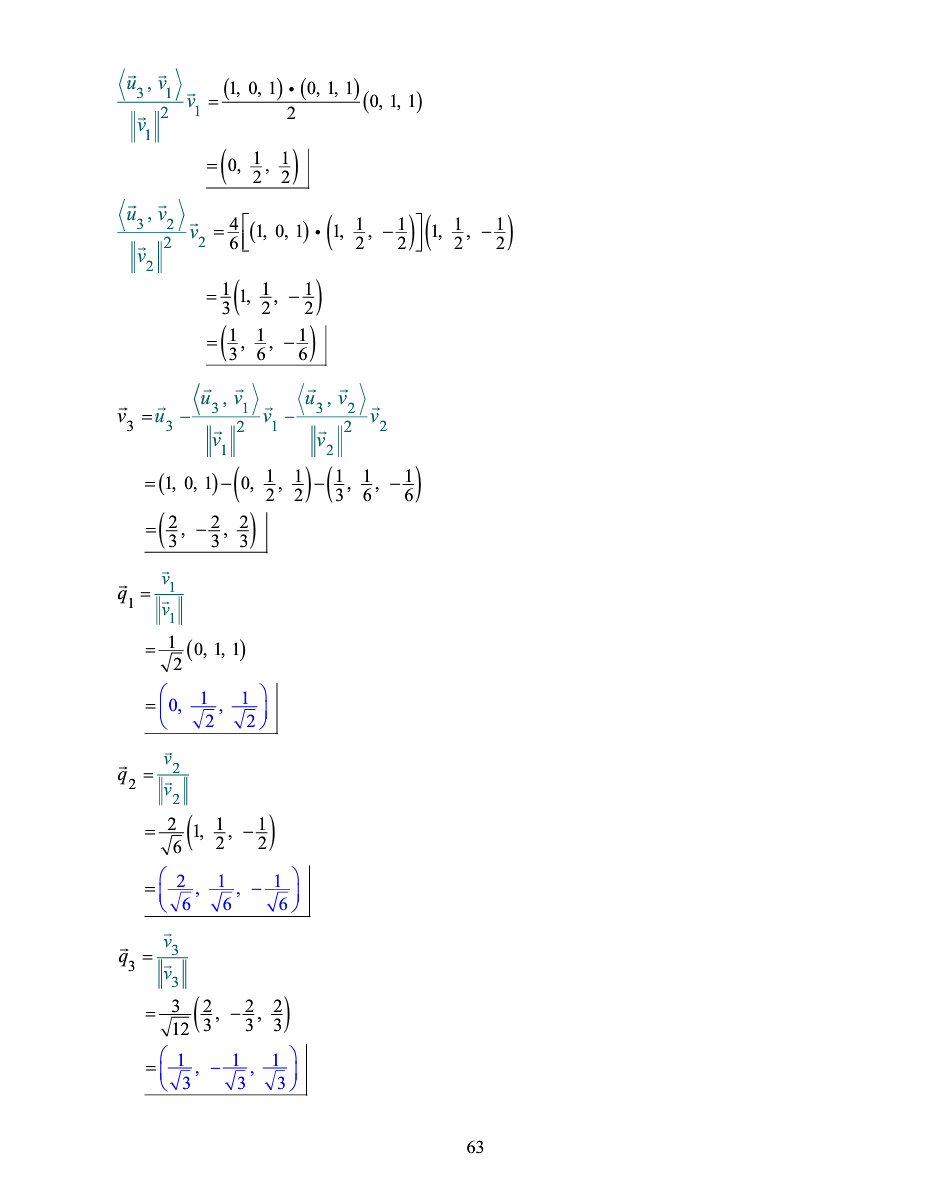 $\frac{\langle \vec{u}_3, \vec{v}_1 \rangle}{\|\vec{v}_1\|^2} \vec{v}_1 = \frac{(1, 0, 1) \bullet (0, 1, 1)}{2} (0, 1, 1)$
$= \left(0, \frac{1}{2}, \frac{1}{2}\right)$
$\frac{\langle \vec{u}_3, \vec{v}_2 \rangle}{\|\vec{v}_2\|^2} \vec{v}_2 = \frac{4}{6} \left[ (1, 0, 1) \bullet \left(1, \frac{1}{2}, -\frac{1}{2}\right) \right] \left(1, \frac{1}{2}, -\frac{1}{2}\right)$
$= \frac{1}{3} \left(1, \frac{1}{2}, -\frac{1}{2}\right)$
$= \left(\frac{1}{3}, \frac{1}{6}, -\frac{1}{6}\right)$
$\vec{v}_3 = \vec{u}_3 - \frac{\langle \vec{u}_3, \vec{v}_1 \rangle}{\|\vec{v}_1\|^2} \vec{v}_1 - \frac{\langle \vec{u}_3, \vec{v}_2 \rangle}{\|\vec{v}_2\|^2} \vec{v}_2$
$= (1, 0, 1) - \left(0, \frac{1}{2}, \frac{1}{2}\right) - \left(\frac{1}{3}, \frac{1}{6}, -\frac{1}{6}\right)$
$= \left(\frac{2}{3}, -\frac{2}{3}, \frac{2}{3}\right)$
$\vec{q}_1 = \frac{\vec{v}_1}{\|\vec{v}_1\|}$
$= \frac{1}{\sqrt{2}} (0, 1, 1)$
$= \left(0, \frac{1}{\sqrt{2}}, \frac{1}{\sqrt{2}}\right)$
$\vec{q}_2 = \frac{\vec{v}_2}{\|\vec{v}_2\|}$
$= \frac{2}{\sqrt{6}} \left(1, \frac{1}{2}, -\frac{1}{2}\right)$
$= \left(\frac{2}{\sqrt{6}}, \frac{1}{\sqrt{6}}, -\frac{1}{\sqrt{6}}\right)$
$\vec{q}_3 = \frac{\vec{v}_3}{\|\vec{v}_3\|}$
$= \frac{3}{\sqrt{12}} \left(\frac{2}{3}, -\frac{2}{3}, \frac{2}{3}\right)$
$= \left(\frac{1}{\sqrt{3}}, -\frac{1}{\sqrt{3}}, \frac{1}{\sqrt{3}}\right)$
63